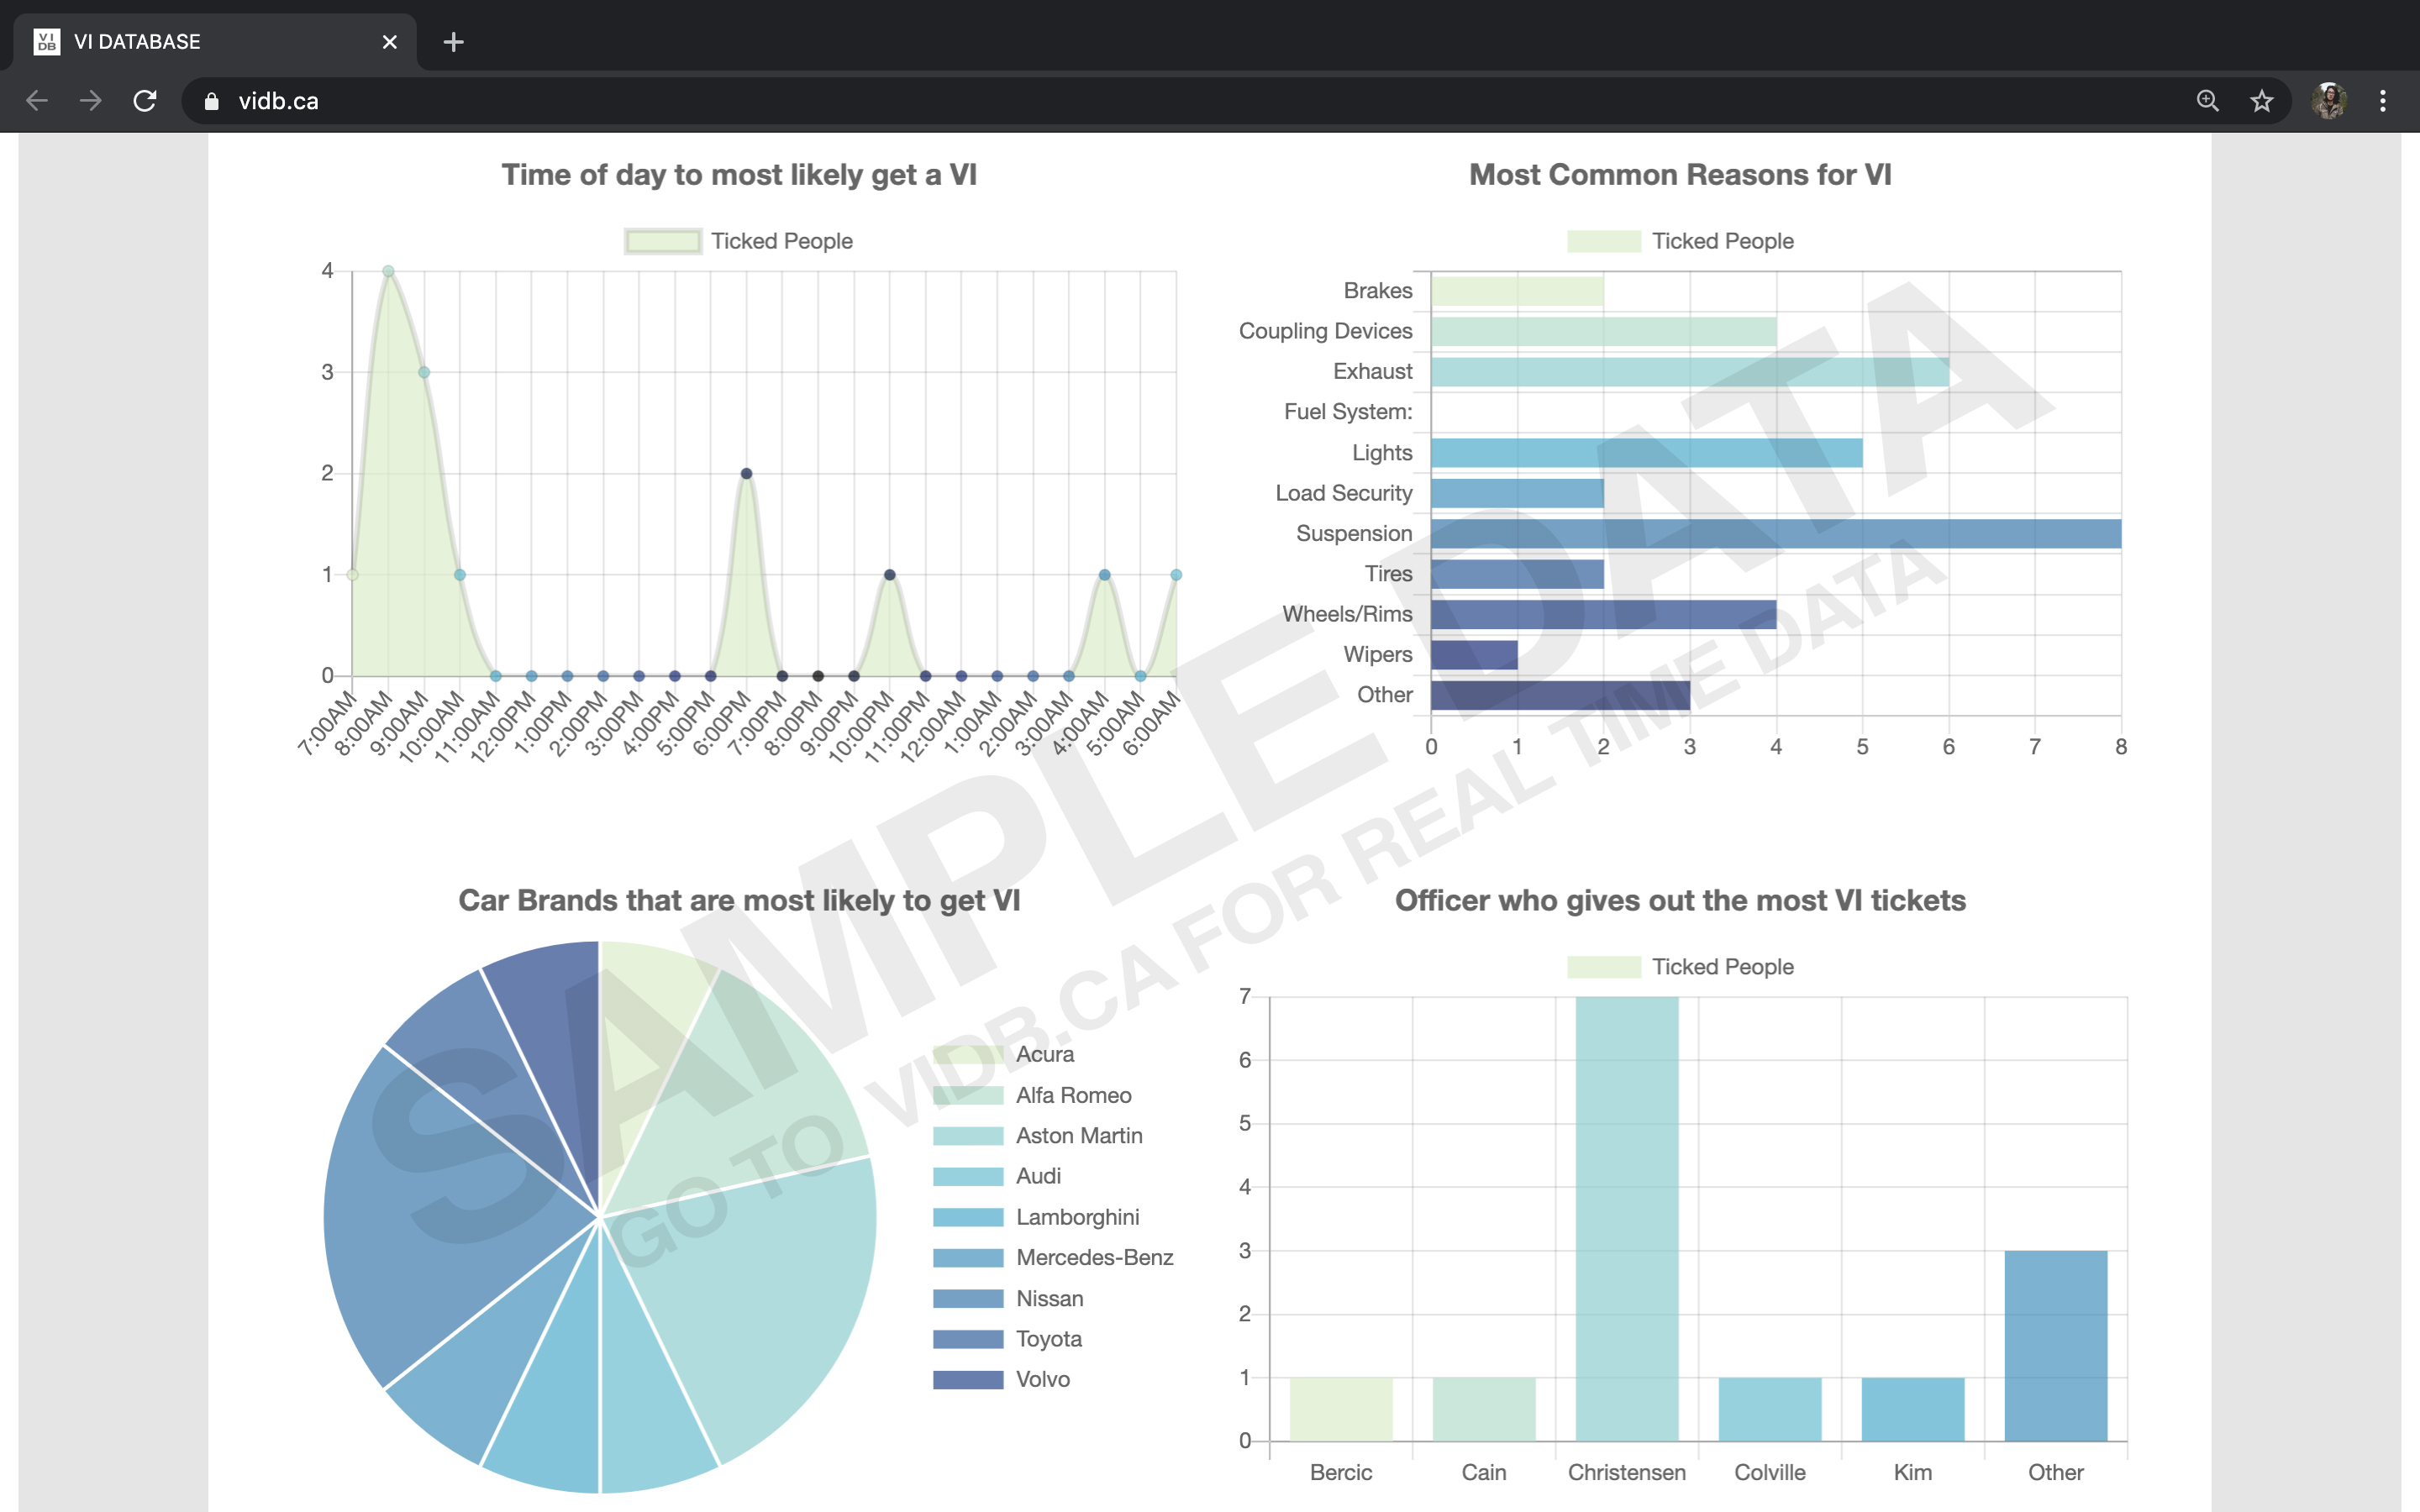 VI DB
VI DATABASE
vidb.ca
Time of day to most likely get a VI
Ticked People
4
3
2
1
0
7:00AM
8:00AM
9:00AM
10:00AM
11:00AM
12:00PM
1:00PM
2:00PM
3:00PM
4:00PM
5:00PM
6:00PM
7:00PM
8:00PM
9:00PM
10:00PM
11:00PM
12:00AM
1:00AM
2:00AM
3:00AM
4:00AM
5:00AM
6:00AM
Most Common Reasons for VI
Ticked People
Brakes
Coupling Devices
Exhaust
Fuel System:
Lights
Load Security
Suspension
Tires
Wheels/Rims
Wipers
Other
0 1 2 3 4 5 6 7 8
SAMPLE DATA
GO TO VIDB.CA FOR REAL TIME DATA
Car Brands that are most likely to get VI
Acura
Alfa Romeo
Aston Martin
Audi
Lamborghini
Mercedes-Benz
Nissan
Toyota
Volvo
Officer who gives out the most VI tickets
Ticked People
7
6
5
4
3
2
1
0
Bercic Cain Christensen Colville Kim Other